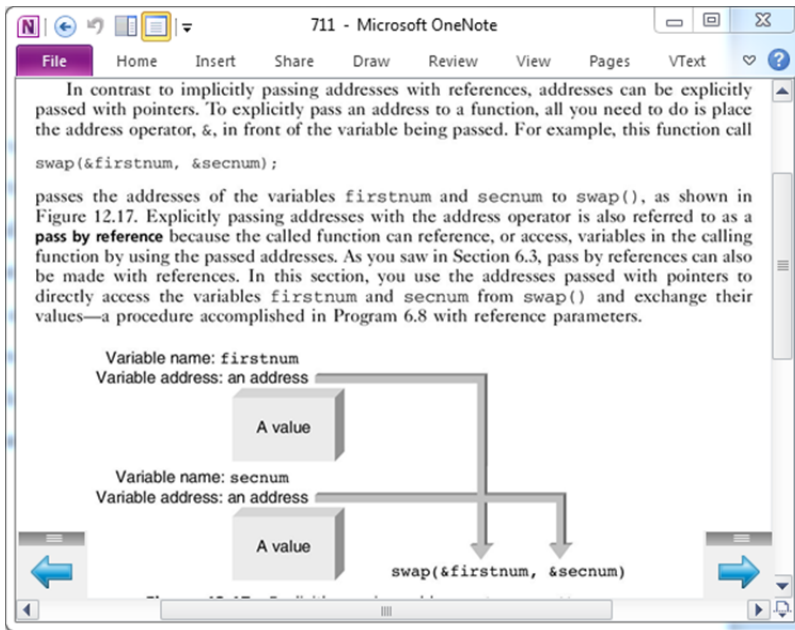 711 - Microsoft OneNote
File Home Insert Share Draw Review View Pages VText
In contrast to implicitly passing addresses with references, addresses can be explicitly
passed with pointers. To explicitly pass an address to a function, all you need to do is place
the address operator, &, in front of the variable being passed. For example, this function call
swap(&firstnum, &secnum);
passes the addresses of the variables firstnum and secnum to swap(), as shown in
Figure 12.17. Explicitly passing addresses with the address operator is also referred to as a
pass by reference because the called function can reference, or access, variables in the calling
function by using the passed addresses. As you saw in Section 6.3, pass by references can also
be made with references. In this section, you use the addresses passed with pointers to
directly access the variables firstnum and secnum from swap() and exchange their
values—a procedure accomplished in Program 6.8 with reference parameters.
Variable name: firstnum
Variable address: an address
A value
Variable name: secnum
Variable address: an address
A value
swap(&firstnum, &secnum)